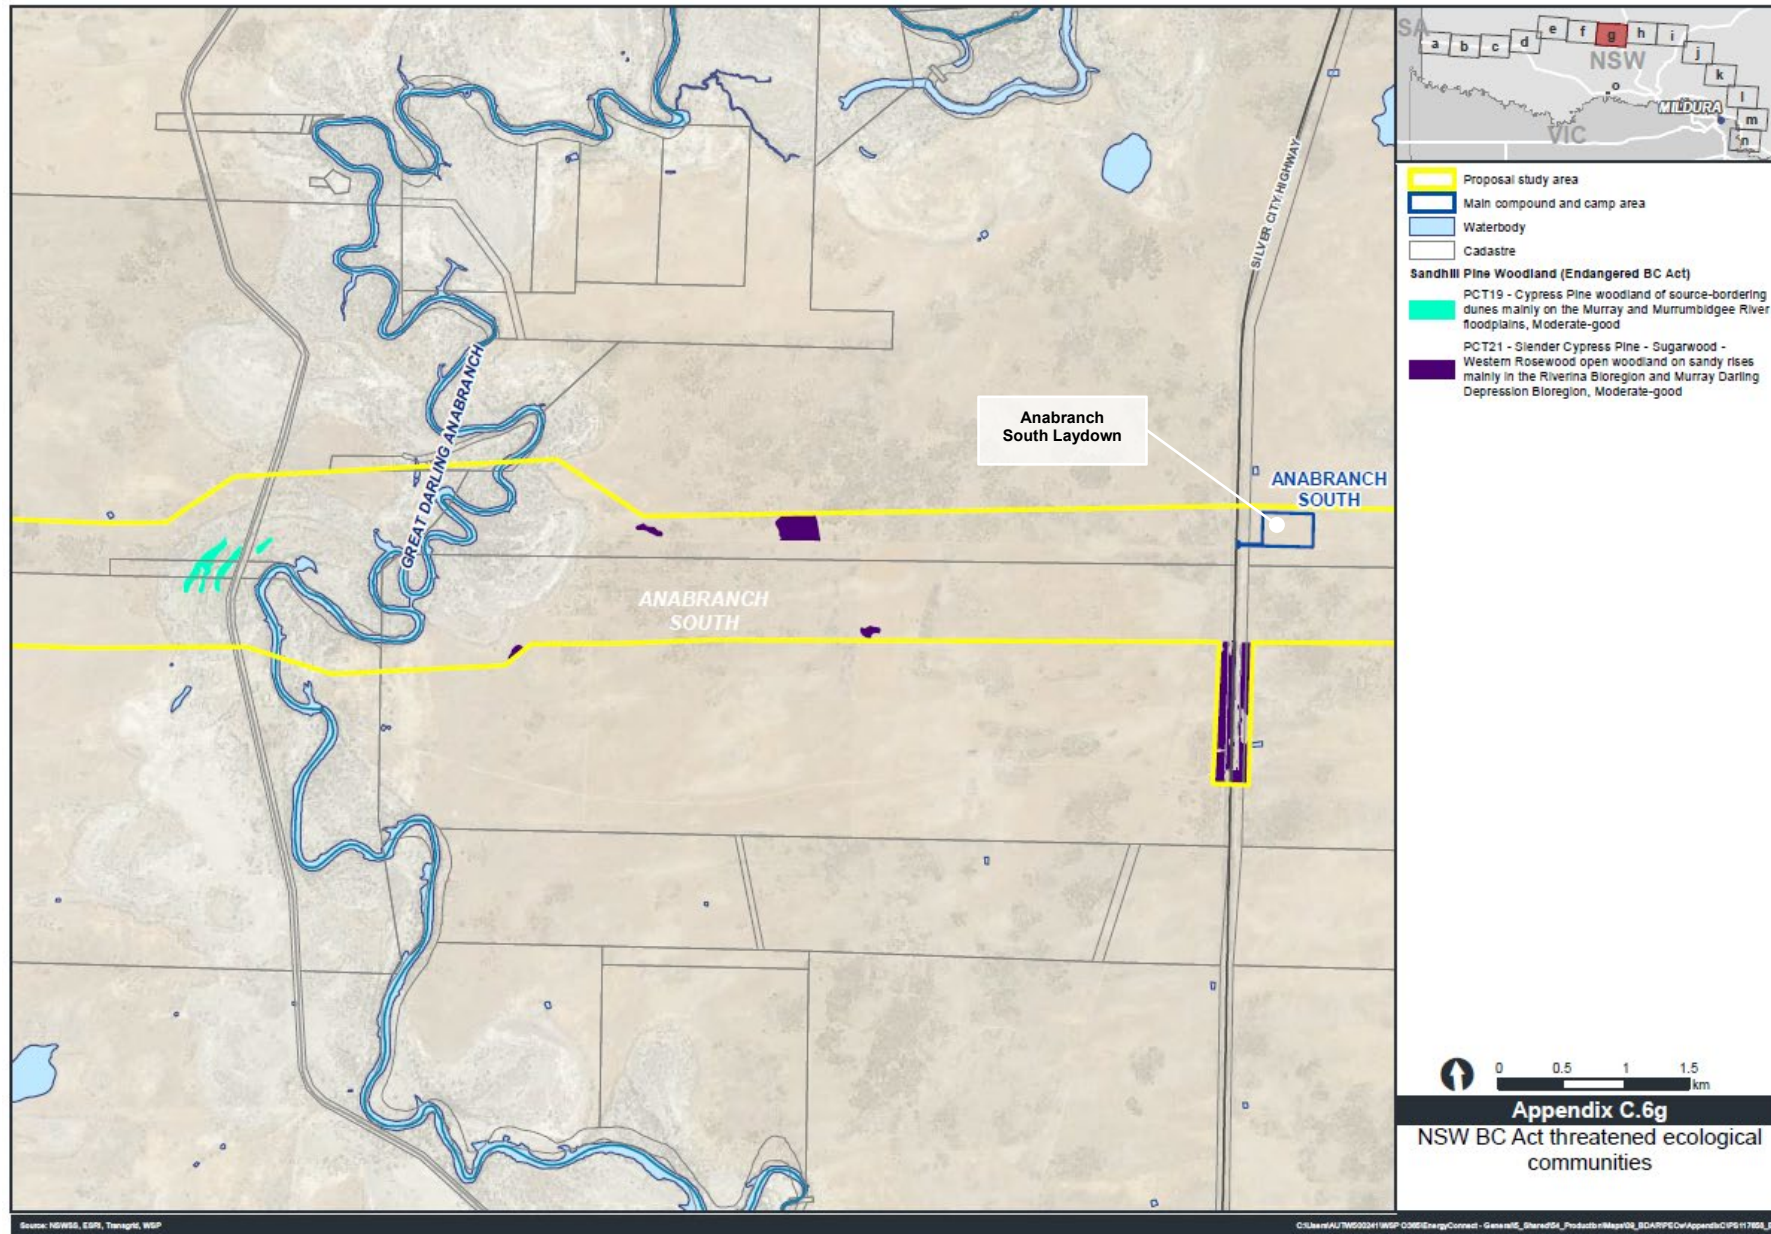 SILVER CITY HIGHWAY
GREAT DARLING ANABRANCH
Anabranch
South Laydown
ANABRANCH
SOUTH
ANABRANCH
SOUTH
SA
a b c d e f g h i
NSW
j
k
o
l
MILDURA
m
VIC
n
Proposal study area
Main compound and camp area
Waterbody
Cadastre
Sandhill Pine Woodland (Endangered BC Act)
PCT19 - Cypress Pine woodland of source-bordering
dunes mainly on the Murray and Murrumbidgee River
floodplains, Moderate-good
PCT21 - Slender Cypress Pine - Sugarwood -
Western Rosewood open woodland on sandy rises
mainly in the Riverina Bioregion and Murray Darling
Depression Bioregion, Moderate-good
0 0.5 1 1.5
km
Appendix C.6g
NSW BC Act threatened ecological
communities
Source: NSWSS, ESRI, Transgrid, WSP